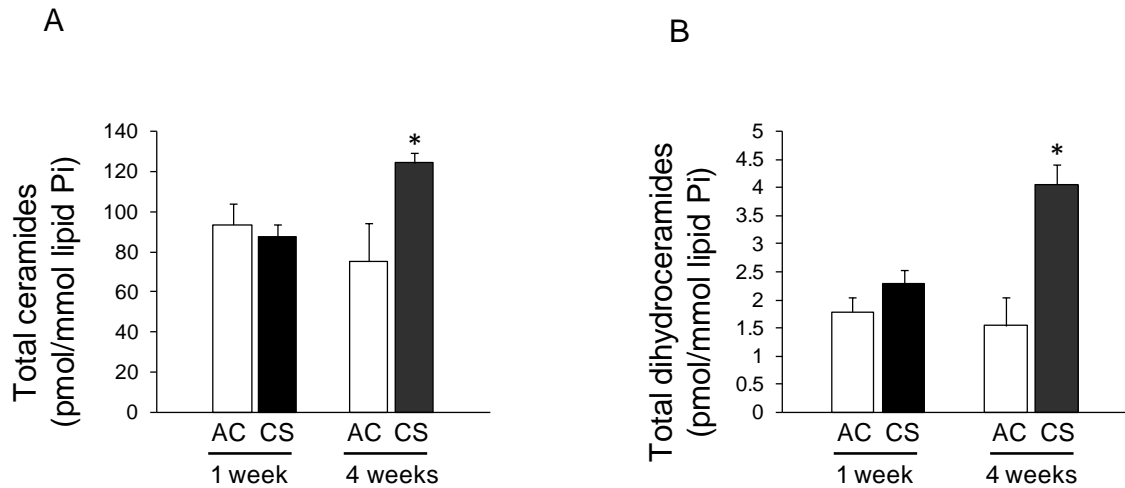 A
Total ceramides
(pmol/mmol lipid Pi)
140
120
100
80
60
40
20
0
*
AC CS AC CS
1 week 4 weeks
B
Total dihydroceramides
(pmol/mmol lipid Pi)
5
4.5
4
3.5
3
2.5
2
1.5
1
0.5
0
*
AC CS AC CS
1 week 4 weeks